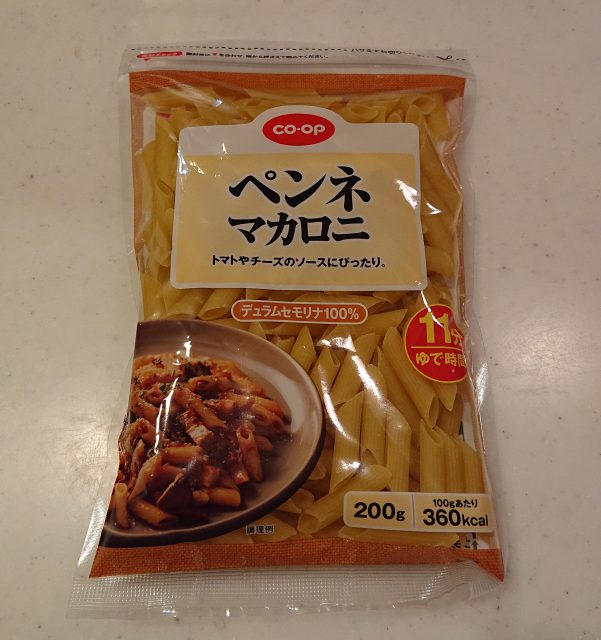 CO·OP
ペンネ
マカロニ
トマトやチーズのソースにぴったり。
デュラムセモリナ100%
11分
ゆで時間
200g
100gあたり
360kcal
調理例